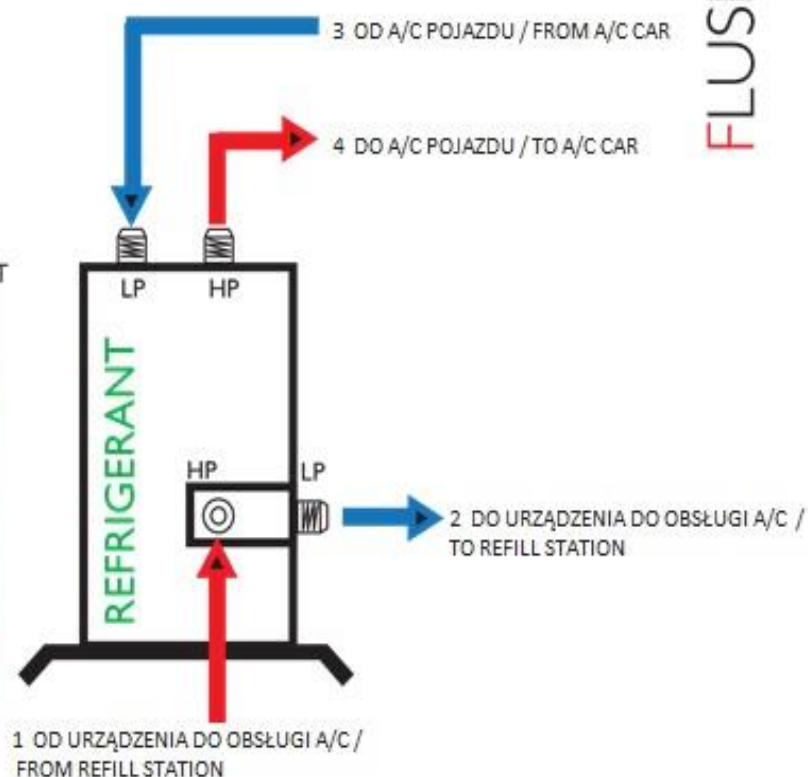 3 OD A/C POJAZDU / FROM A/C CAR
4 DO A/C POJAZDU / TO A/C CAR
LP
HP
REFRIGERANT
HP
LP
2 DO URZĄDZENIA DO OBSŁUGI A/C /
TO REFILL STATION
1 OD URZĄDZENIA DO OBSŁUGI A/C /
FROM REFILL STATION